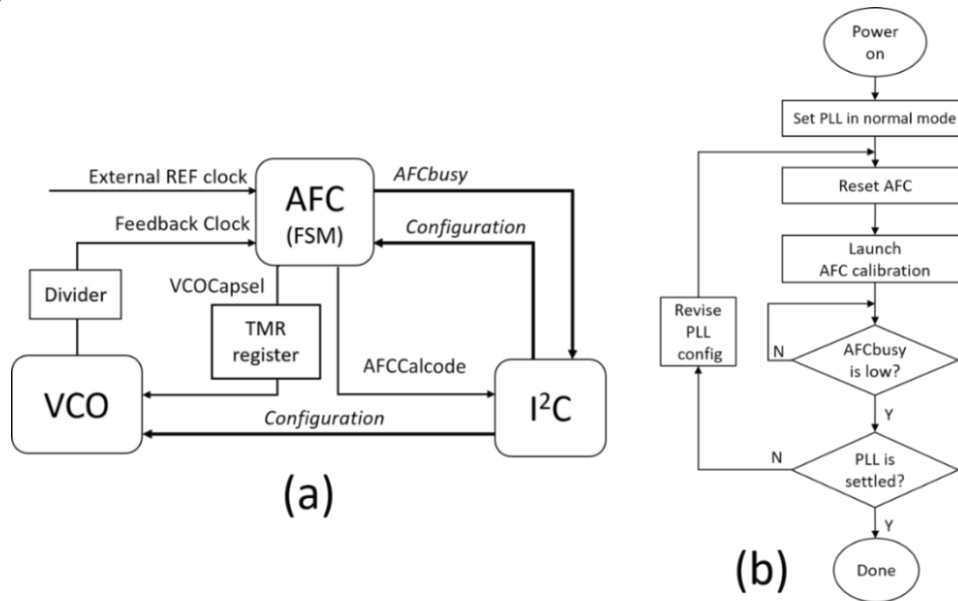 External REF clock
Feedback Clock
AFC
(FSM)
AFCbusy
Configuration
Divider
VCOCapsel
TMR
register
AFCCalcode
VCO
Configuration
I²C
(a)
Power
on
Set PLL in normal mode
Reset AFC
Launch
AFC calibration
Revise
PLL
config
N
AFCbusy
is low?
Y
N
PLL is
settled?
Y
Done
(b)